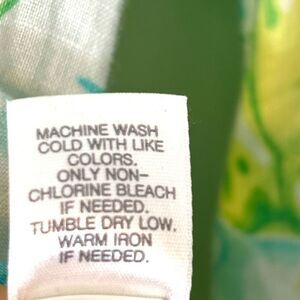 MACHINE WASH
COLD WITH LIKE
COLORS.
ONLY NON-
CHLORINE BLEACH
IF NEEDED.
TUMBLE DRY LOW.
WARM IRON
IF NEEDED.